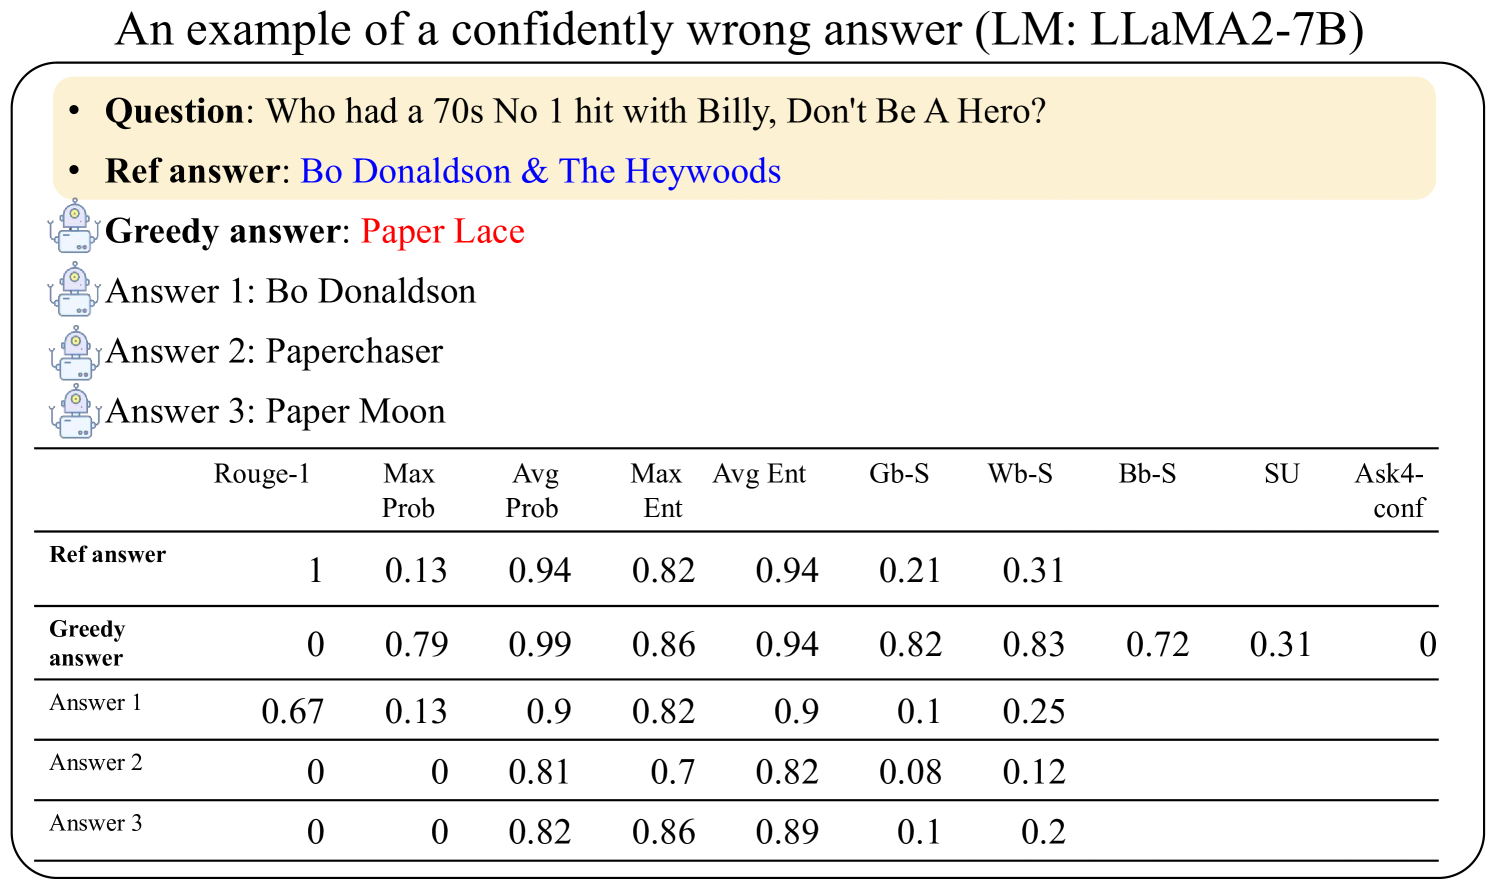 An example of a confidently wrong answer (LM: LLaMA2-7B)
• Question: Who had a 70s No 1 hit with Billy, Don't Be A Hero?
• Ref answer: Bo Donaldson & The Heywoods
Greedy answer: Paper Lace
Answer 1: Bo Donaldson
Answer 2: Paperchaser
Answer 3: Paper Moon
Rouge-1 Max Prob Avg Prob Max Ent Avg Ent Gb-S Wb-S Bb-S SU Ask4-conf
Ref answer 1 0.13 0.94 0.82 0.94 0.21 0.31
Greedy answer 0 0.79 0.99 0.86 0.94 0.82 0.83 0.72 0.31 0
Answer 1 0.67 0.13 0.9 0.82 0.9 0.1 0.25
Answer 2 0 0 0.81 0.7 0.82 0.08 0.12
Answer 3 0 0 0.82 0.86 0.89 0.1 0.2